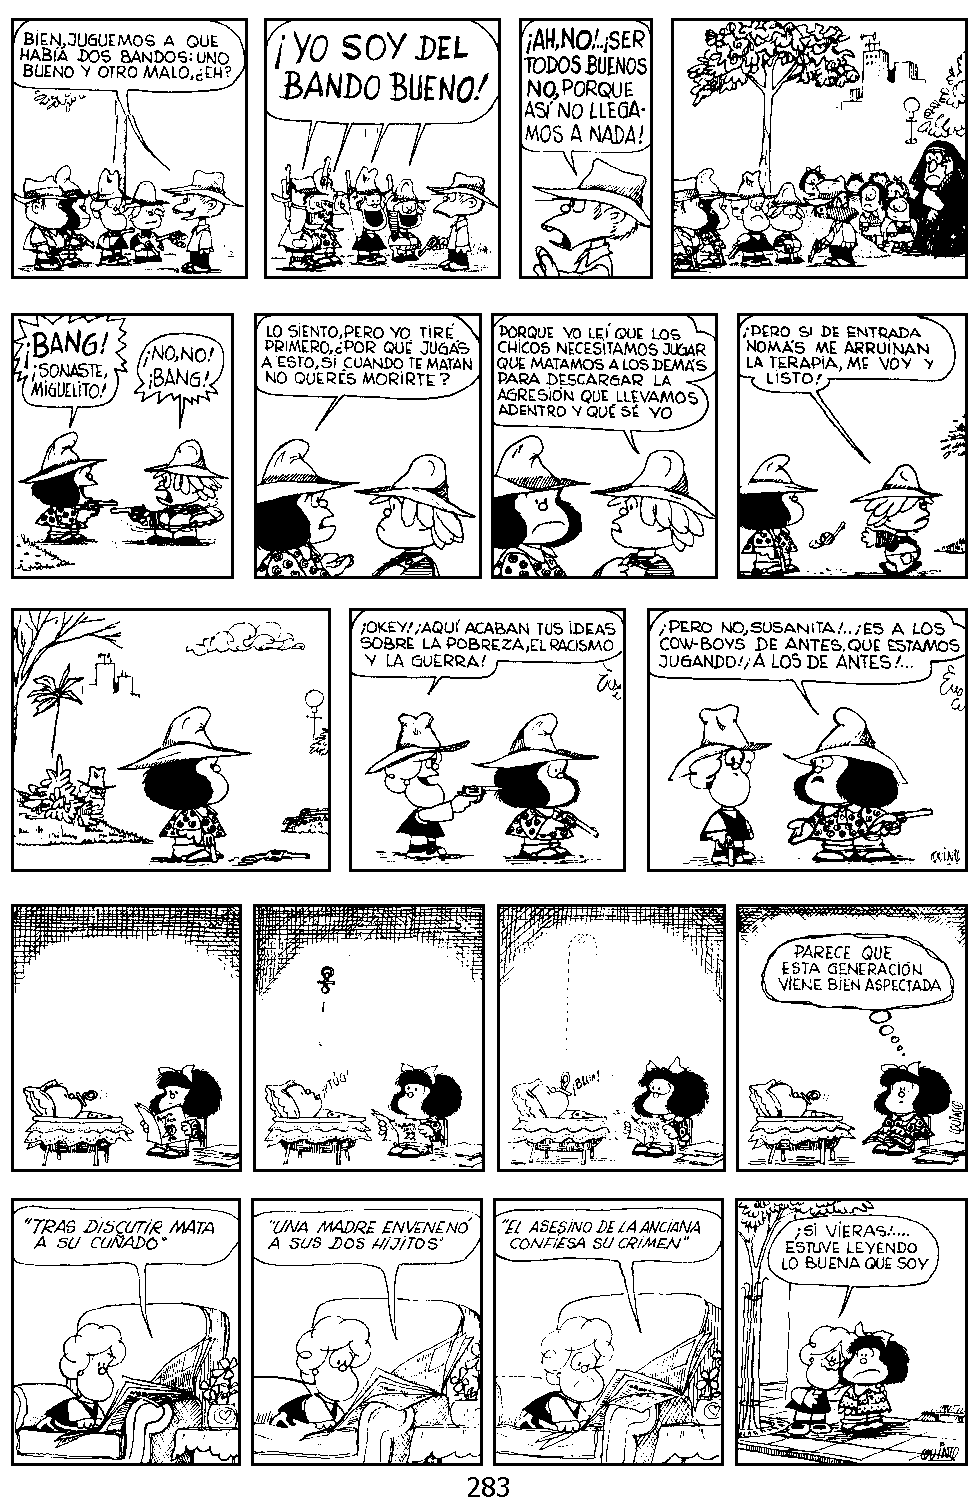 BIEN, JUGUEMOS A QUE
HABÍA DOS BANDOS: UNO
BUENO Y OTRO MALO, ¿EH?
¡YO SOY DEL
BANDO BUENO!
¡AH, NO!..¡SER
TODOS BUENOS
NO, PORQUE
ASÍ NO LLEGA-
MOS A NADA!
¡BANG!
¡SONASTE,
MIGUELITO!
¡NO, NO!
¡BANG!
LO SIENTO, PERO YO TIRÉ
PRIMERO, ¿POR QUÉ JUGÁS
A ESTO, SI CUANDO TE MATAN
NO QUERÉS MORIRTE?
PORQUE YO LEÍ QUE LOS
CHICOS NECESITAMOS JUGAR
QUE MATAMOS A LOS DEMÁS
PARA DESCARGAR LA
AGRESIÓN QUE LLEVAMOS
ADENTRO Y QUÉ SÉ YO
¡PERO SI DE ENTRADA
NOMÁS ME ARRUINAN
LA TERAPIA, ME VOY Y
LISTO!
¡OKEY! ¡AQUÍ ACABAN TUS IDEAS
SOBRE LA POBREZA, EL RACISMO
Y LA GUERRA!
¡PERO NO, SUSANITA!..¡ES A LOS
COW-BOYS DE ANTES, QUE ESTAMOS
JUGANDO!¡A LOS DE ANTES!...
QUINO
¡TÚG!
¡BLUM!
PARECE QUE
ESTA GENERACIÓN
VIENE BIEN ASPECTADA
QUINO
"TRAS DISCUTIR MATA
A SU CUÑADO"
"UNA MADRE ENVENENÓ
A SUS DOS HIJITOS"
"EL ASESINO DE LA ANCIANA
CONFIESA SU CRIMEN"
¡SI VIERAS!....
ESTUVE LEYENDO
LO BUENA QUE SOY
QUINO
283